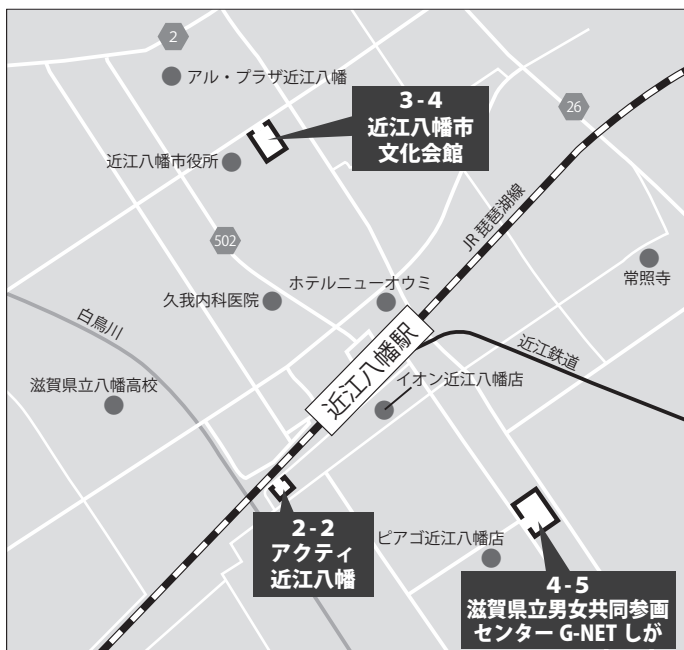 2
アル・プラザ近江八幡
3-4
近江八幡市
文化会館
26
近江八幡市役所
JR 琵琶湖線
502
常照寺
ホテルニューオウミ
久我内科医院
白鳥川
近江八幡駅
近江鉄道
滋賀県立八幡高校
イオン近江八幡店
2-2
アクティ
近江八幡
ピアゴ近江八幡店
4-5
滋賀県立男女共同参画
センター G-NET しが